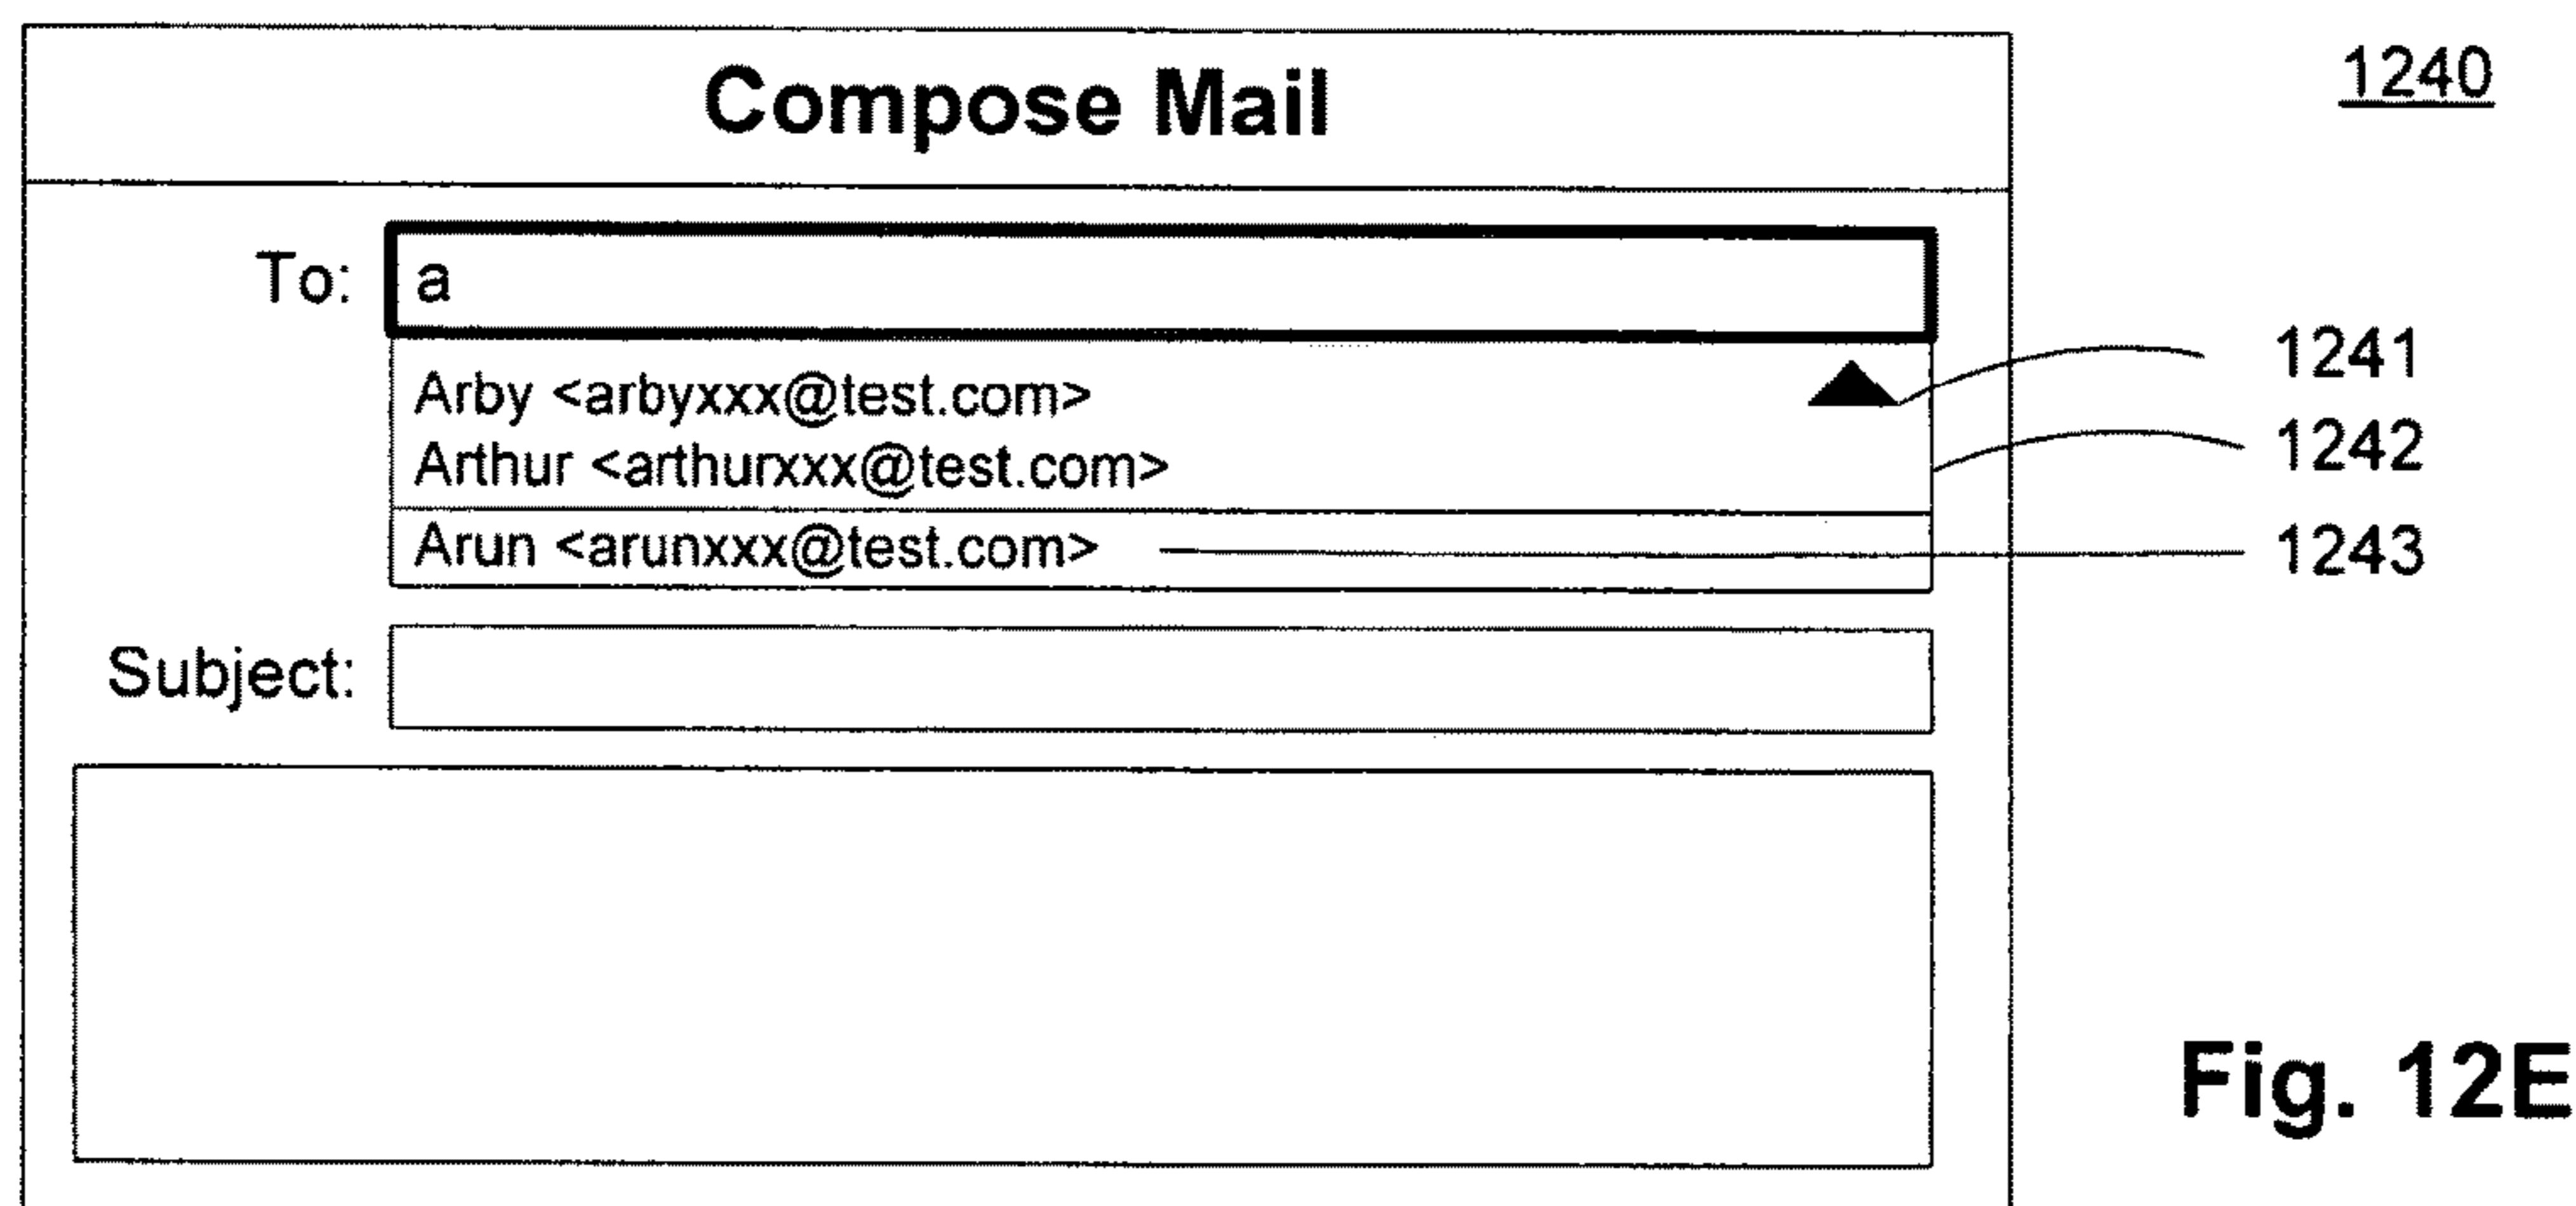 Compose Mail
1240
To: a
1241
Arby <arbyxxx@test.com>
1242
Arthur <arthurxxx@test.com>
Arun <arunxxx@test.com>
1243
Subject:
Fig. 12E